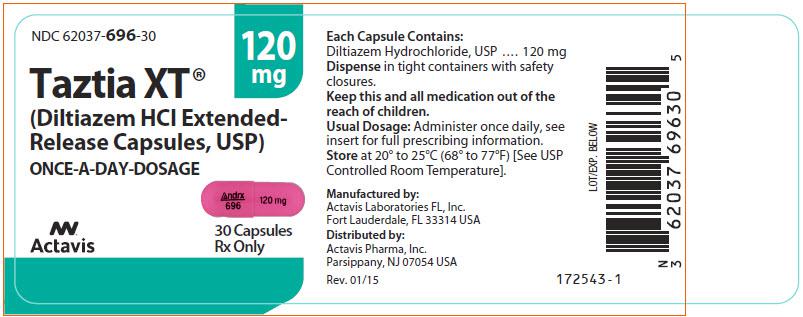 NDC 62037-696-30
120
mg
Taztia XT®
(Diltiazem HCl Extended-
Release Capsules, USP)
ONCE-A-DAY-DOSAGE
Andrx
696
120 mg
30 Capsules
Rx Only
Actavis
Each Capsule Contains:
Diltiazem Hydrochloride, USP .... 120 mg
Dispense in tight containers with safety
closures.
Keep this and all medication out of the
reach of children.
Usual Dosage: Administer once daily, see
insert for full prescribing information.
Store at 20° to 25°C (68° to 77°F) [See USP
Controlled Room Temperature].
Manufactured by:
Actavis Laboratories FL, Inc.
Fort Lauderdale, FL 33314 USA
Distributed by:
Actavis Pharma, Inc.
Parsippany, NJ 07054 USA
Rev. 01/15
172543-1
LOT/EXP. BELOW
N
3 62037 69630 5